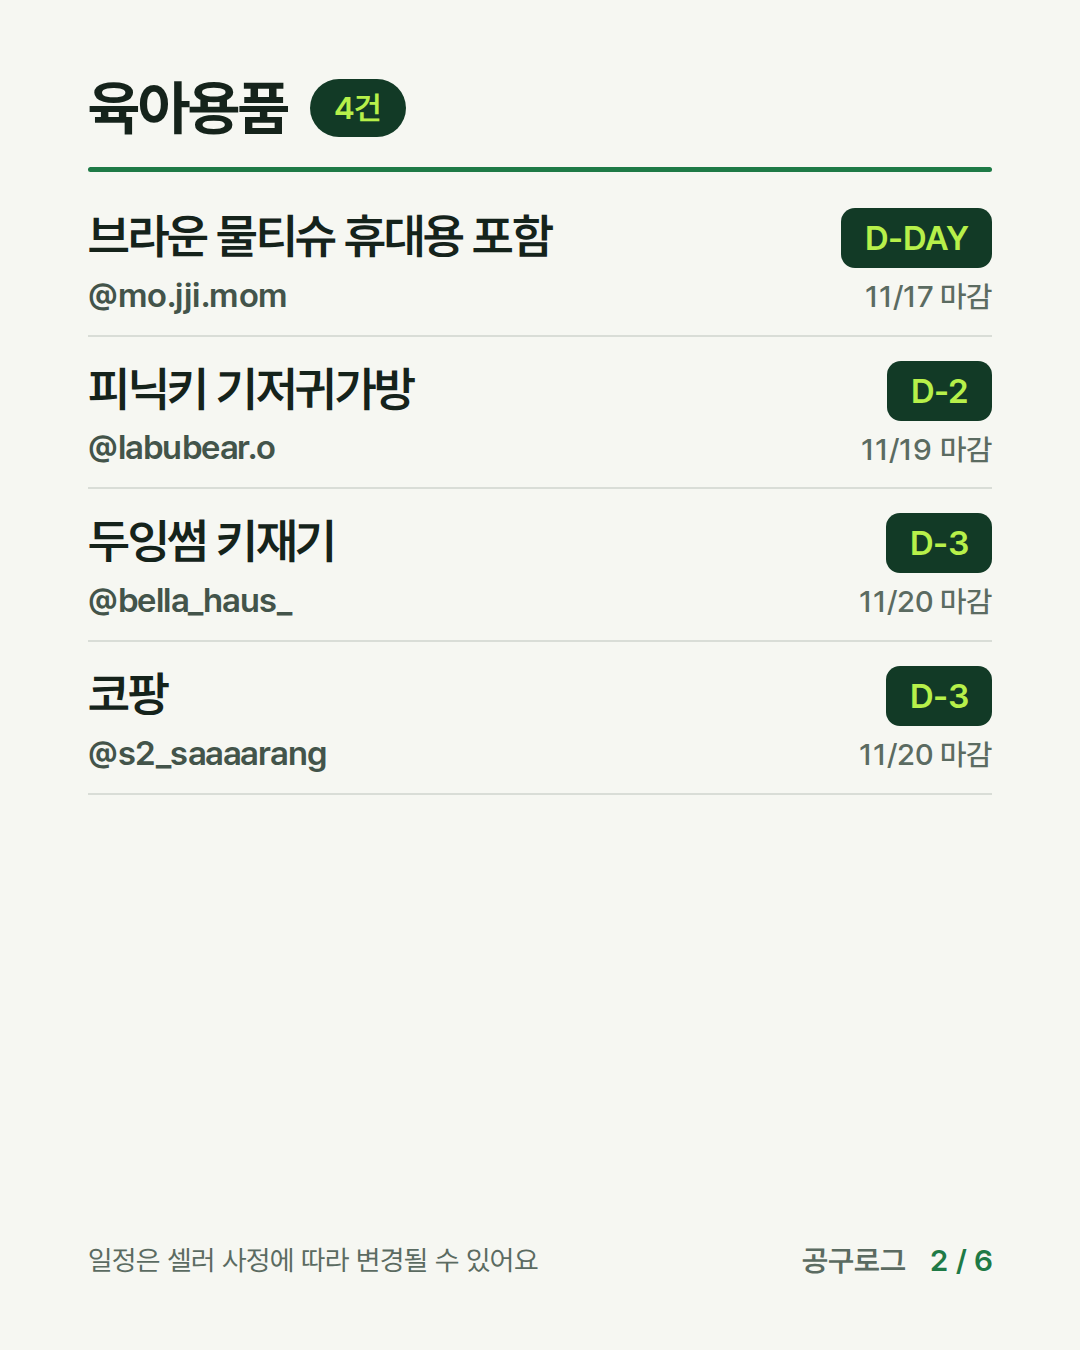 육아용품 4건
브라운 물티슈 휴대용 포함 D-DAY
@mo.jji.mom 11/17 마감
피닉키 기저귀가방 D-2
@labubear.o 11/19 마감
두잉썸 키재기 D-3
@bella_haus_ 11/20 마감
코팡 D-3
@s2_saaaarang 11/20 마감
일정은 셀러 사정에 따라 변경될 수 있어요 공구로그 2 / 6